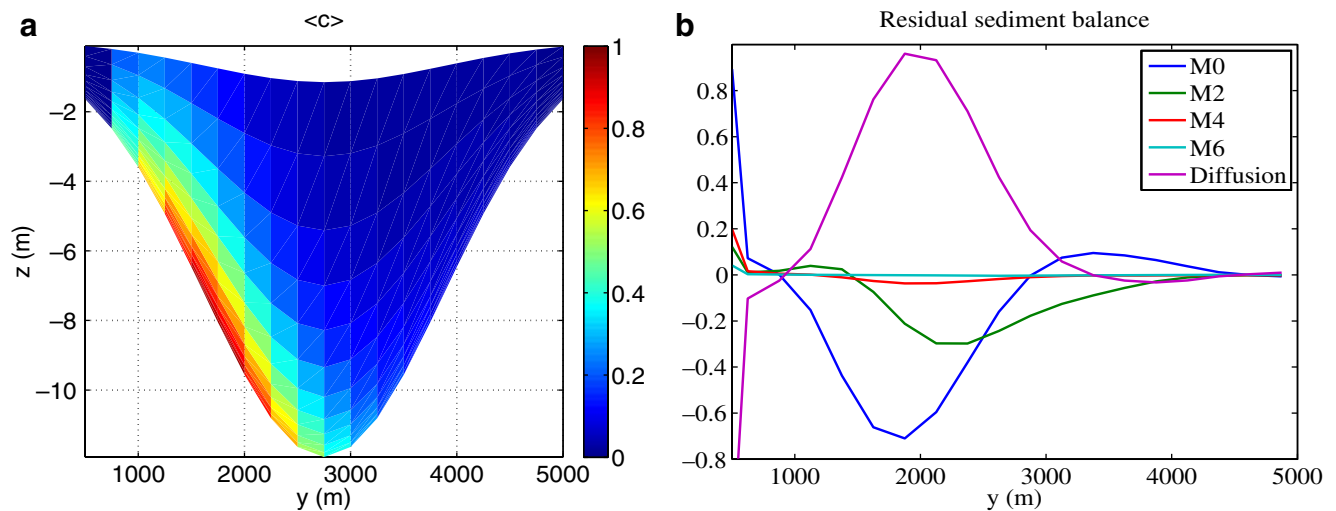 a
<c>
z (m)
−2
−4
−6
−8
−10
1000 2000 3000 4000 5000
y (m)
1
0.8
0.6
0.4
0.2
0
b
Residual sediment balance
M0
M2
M4
M6
Diffusion
0.8
0.6
0.4
0.2
0
−0.2
−0.4
−0.6
−0.8
1000 2000 3000 4000 5000
y (m)